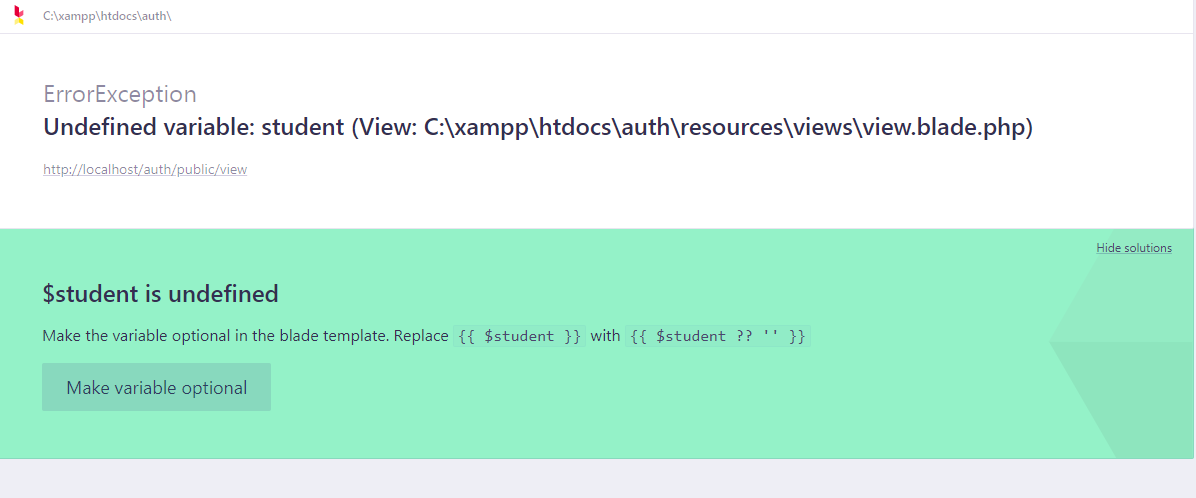 C:\xampp\htdocs\auth\
ErrorException
Undefined variable: student (View: C:\xampp\htdocs\auth\resources\views\view.blade.php)
http://localhost/auth/public/view
Hide solutions
$student is undefined
Make the variable optional in the blade template. Replace {{ $student }} with {{ $student ?? '' }}
Make variable optional